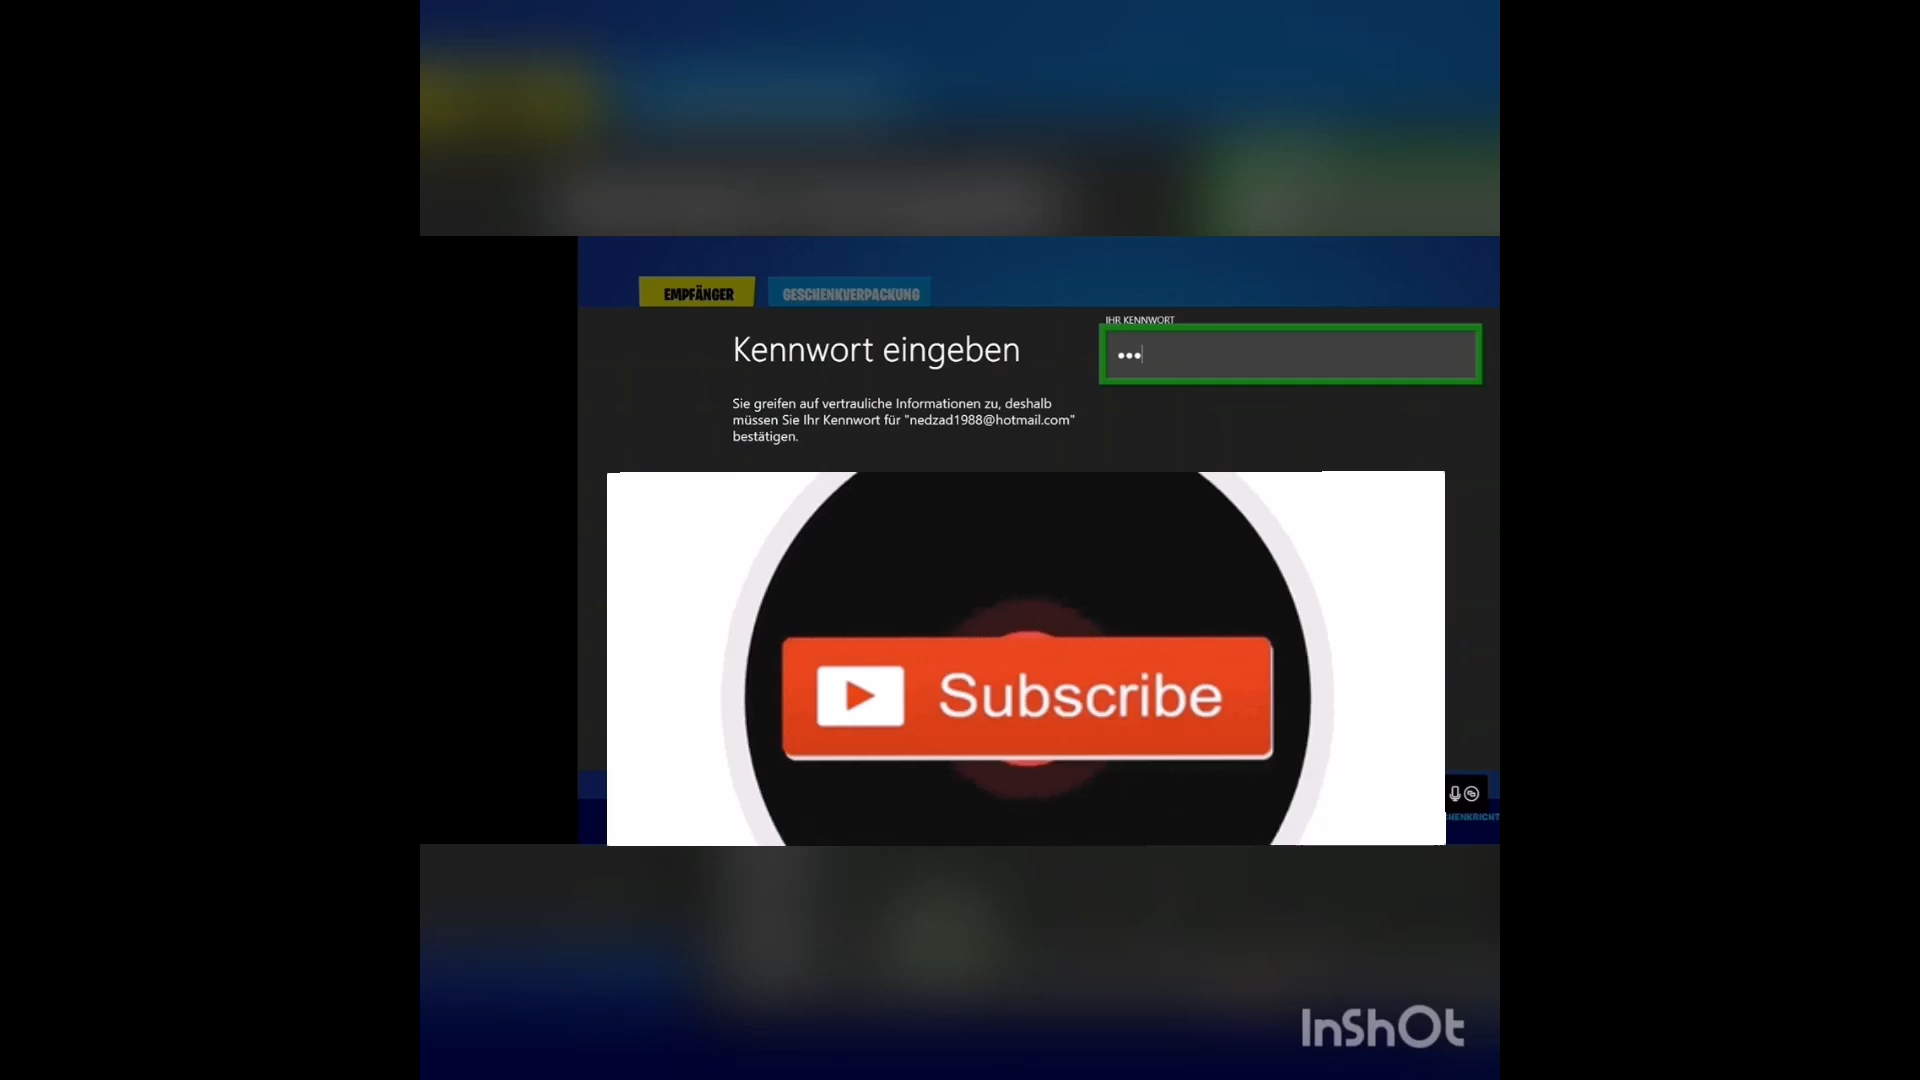 EMPFÄNGER
GESCHENKVERPACKUNG
IHR KENNWORT
Kennwort eingeben
Sie greifen auf vertrauliche Informationen zu, deshalb
müssen Sie Ihr Kennwort für "nedzad1988@hotmail.com"
bestätigen.
Subscribe
HENKRICHT
InShOt